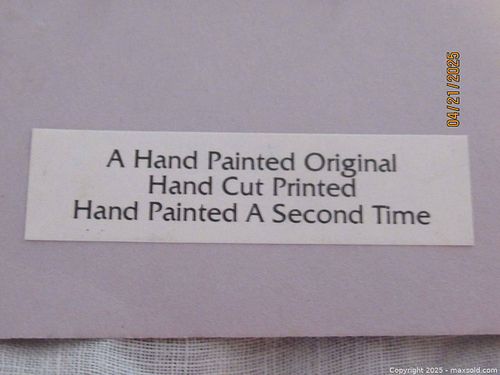 04/21/2025
A Hand Painted Original
Hand Cut Printed
Hand Painted A Second Time
Copyright 2025 - maxsold.com